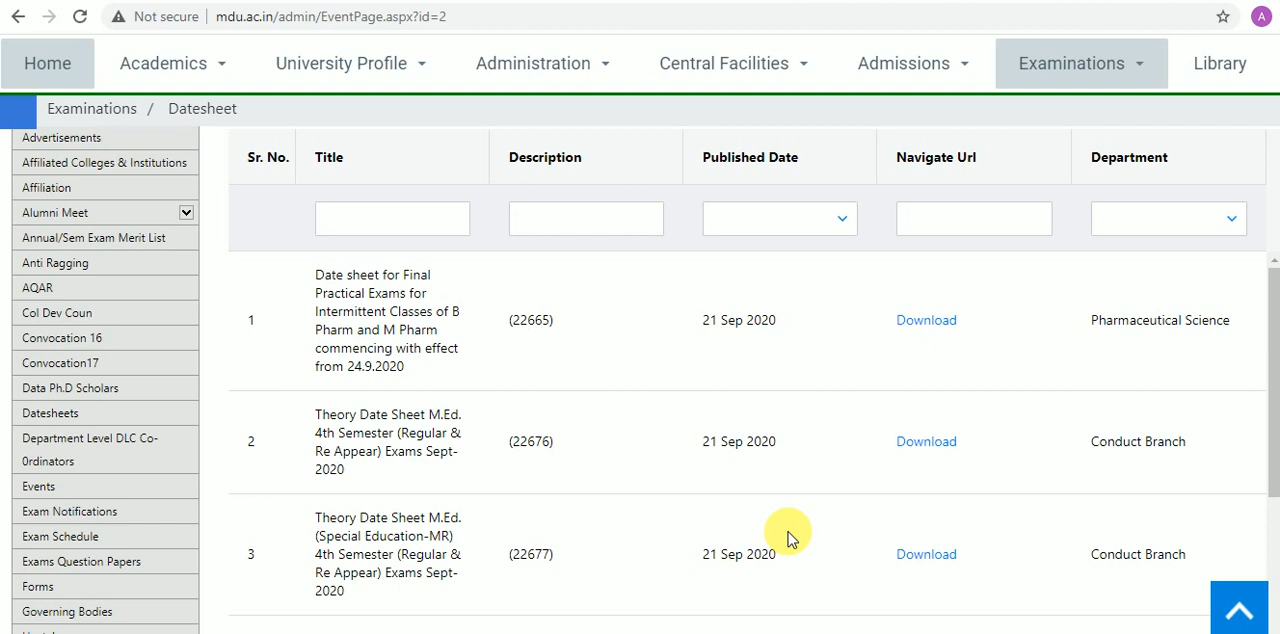 Not secure | mdu.ac.in/admin/EventPage.aspx?id=2
A
Home Academics University Profile Administration Central Facilities Admissions Examinations Library
Examinations / Datesheet
Advertisements
Affiliated Colleges & Institutions
Affiliation
Alumni Meet
Annual/Sem Exam Merit List
Anti Ragging
AQAR
Col Dev Coun
Convocation 16
Convocation17
Data Ph.D Scholars
Datesheets
Department Level DLC Co-
0rdinators
Events
Exam Notifications
Exam Schedule
Exams Question Papers
Forms
Governing Bodies
Sr. No. Title Description Published Date Navigate Url Department
Date sheet for Final
Practical Exams for
Intermittent Classes of B
1 Pharm and M Pharm (22665) 21 Sep 2020 Download Pharmaceutical Science
commencing with effect
from 24.9.2020
Theory Date Sheet M.Ed.
4th Semester (Regular &
2 Re Appear) Exams Sept- (22676) 21 Sep 2020 Download Conduct Branch
2020
Theory Date Sheet M.Ed.
(Special Education-MR)
3 4th Semester (Regular & (22677) 21 Sep 2020 Download Conduct Branch
Re Appear) Exams Sept-
2020